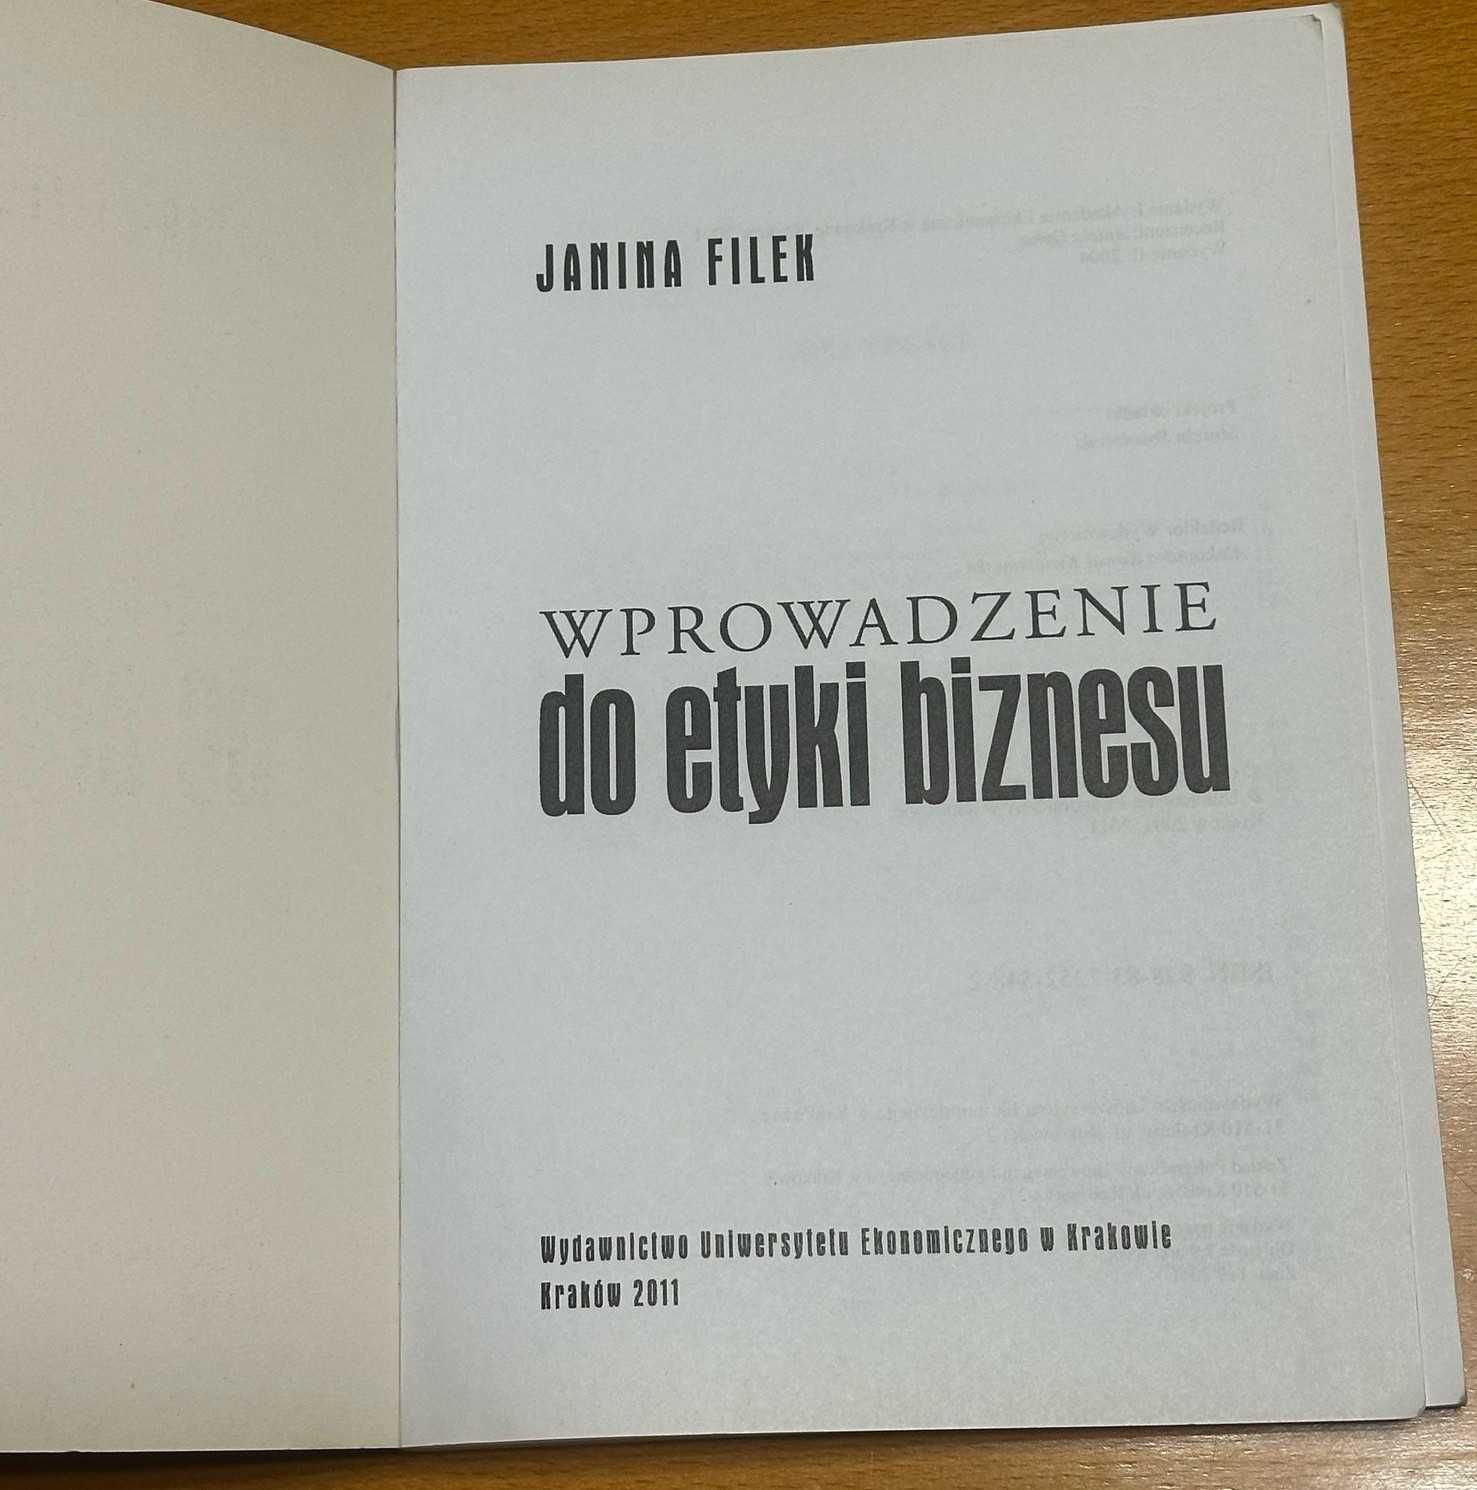 JANINA FILEK
WPROWADZENIE
do etyki biznesu
Wydawnictwo Uniwersytetu Ekonomicznego w Krakowie
Kraków 2011